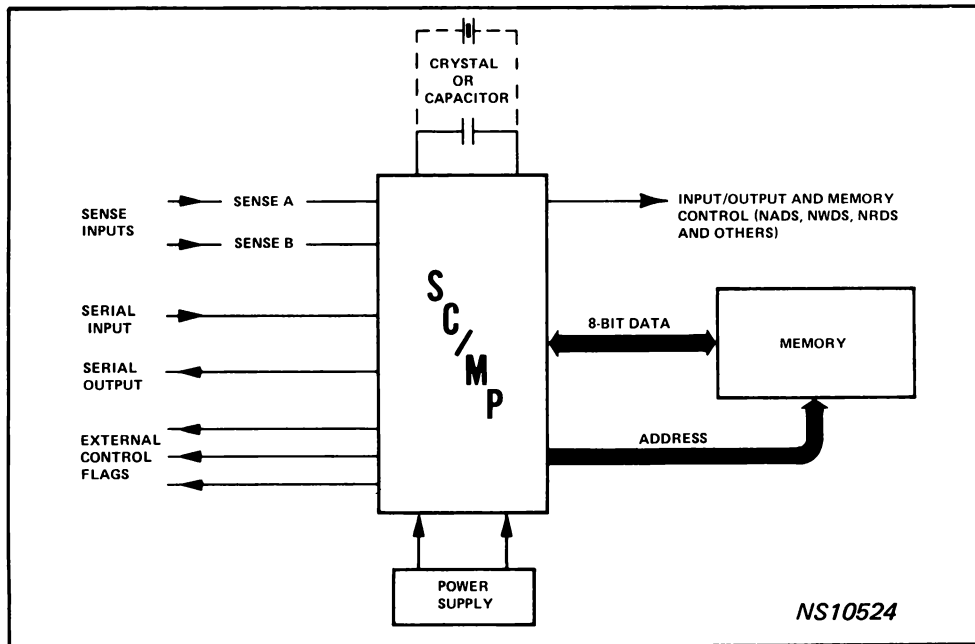 CRYSTAL
OR
CAPACITOR
SENSE
INPUTS
SENSE A
SENSE B
INPUT/OUTPUT AND MEMORY
CONTROL (NADS, NWDS, NRDS
AND OTHERS)
SERIAL
INPUT
SERIAL
OUTPUT
EXTERNAL
CONTROL
FLAGS
SC/MP
8-BIT DATA
MEMORY
ADDRESS
POWER
SUPPLY
NS10524